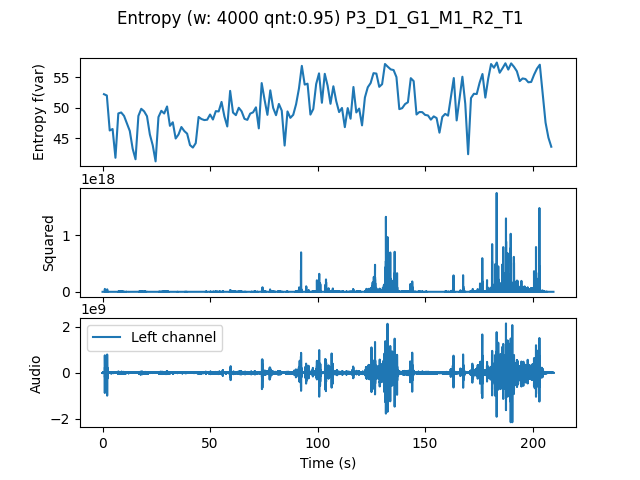 Entropy (w: 4000 qnt:0.95) P3_D1_G1_M1_R2_T1
Entropy f(var)
55
50
45
1e18
Squared
1
0
0
1e9
Audio
2
0
−2
Left channel
0
50
100
150
200
Time (s)